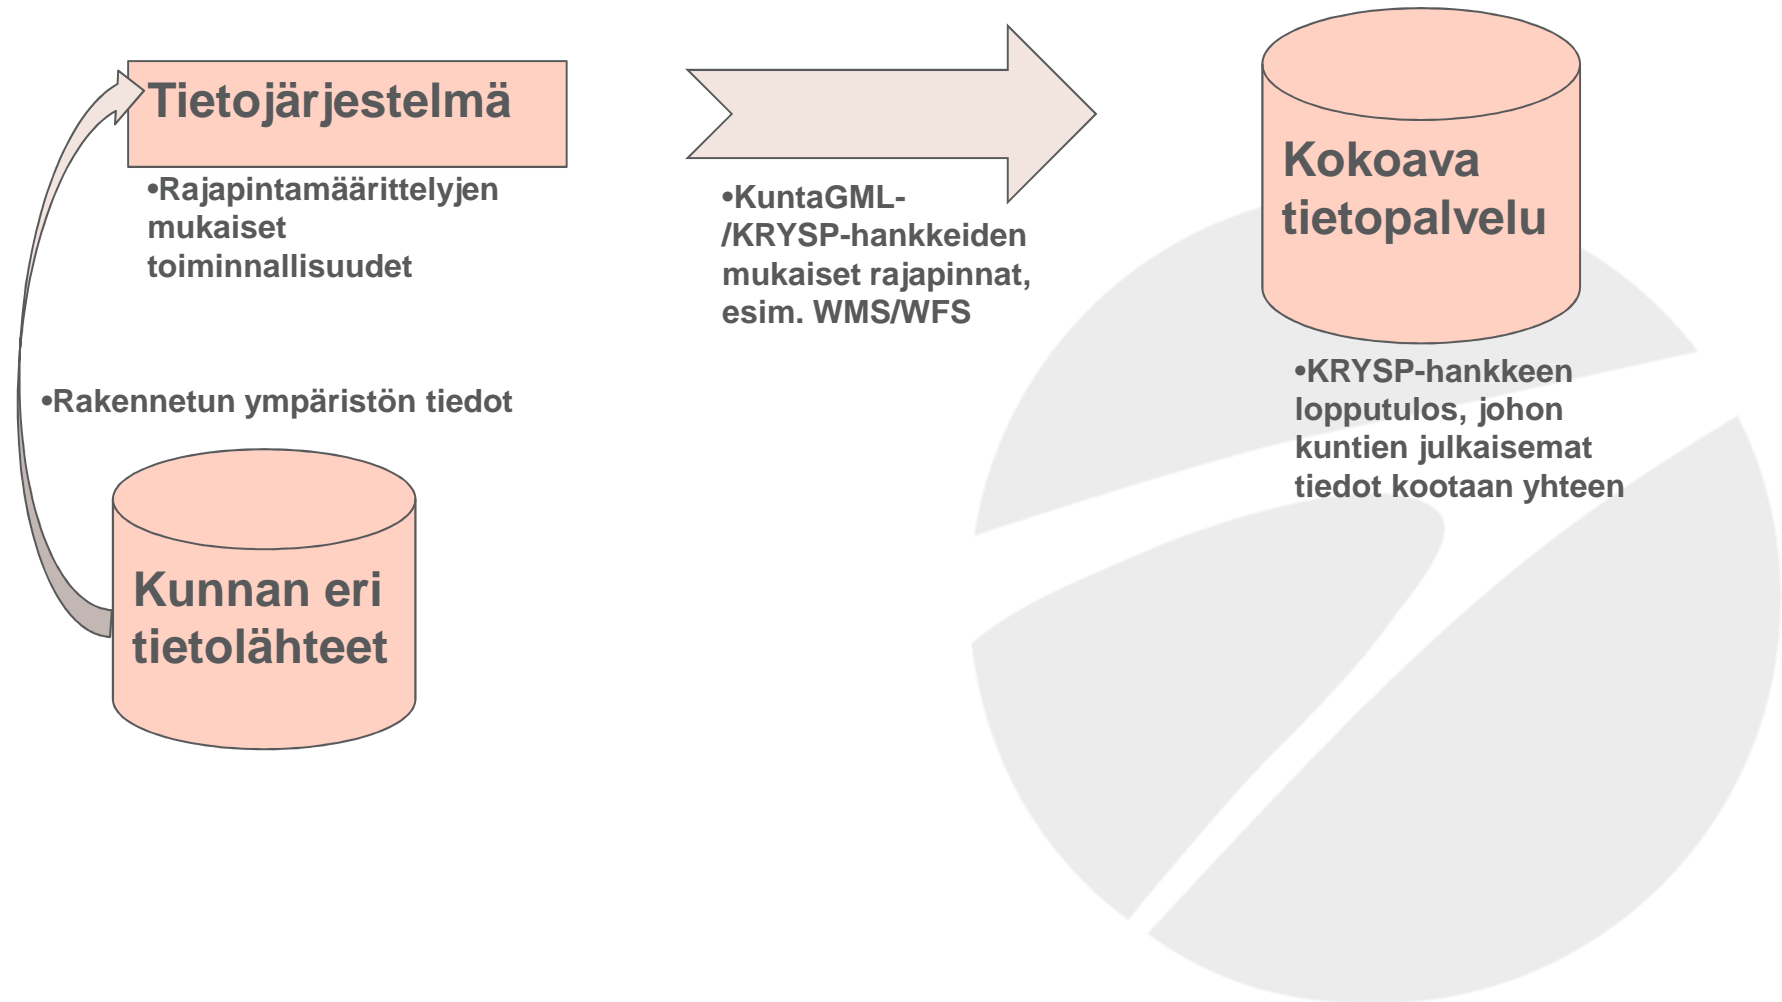 Tietojärjestelmä
•Rajapintamäärittelyjen
mukaiset
toiminnallisuudet
•Rakennetun ympäristön tiedot
Kunnan eri
tietolähteet
•KuntaGML-
/KRYSP-hankkeiden
mukaiset rajapinnat,
esim. WMS/WFS
Kokoava
tietopalvelu
•KRYSP-hankkeen
lopputulos, johon
kuntien julkaisemat
tiedot kootaan yhteen